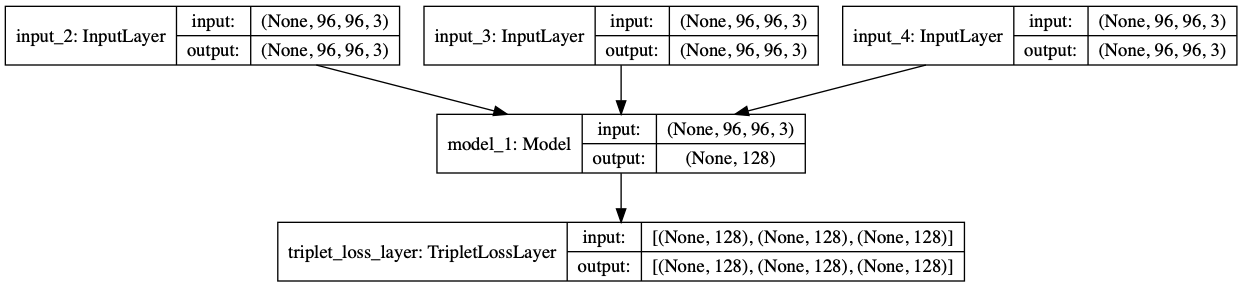 input_2: InputLayer
input: (None, 96, 96, 3)
output: (None, 96, 96, 3)
input_3: InputLayer
input: (None, 96, 96, 3)
output: (None, 96, 96, 3)
input_4: InputLayer
input: (None, 96, 96, 3)
output: (None, 96, 96, 3)
model_1: Model
input: (None, 96, 96, 3)
output: (None, 128)
triplet_loss_layer: TripletLossLayer
input: [(None, 128), (None, 128), (None, 128)]
output: [(None, 128), (None, 128), (None, 128)]